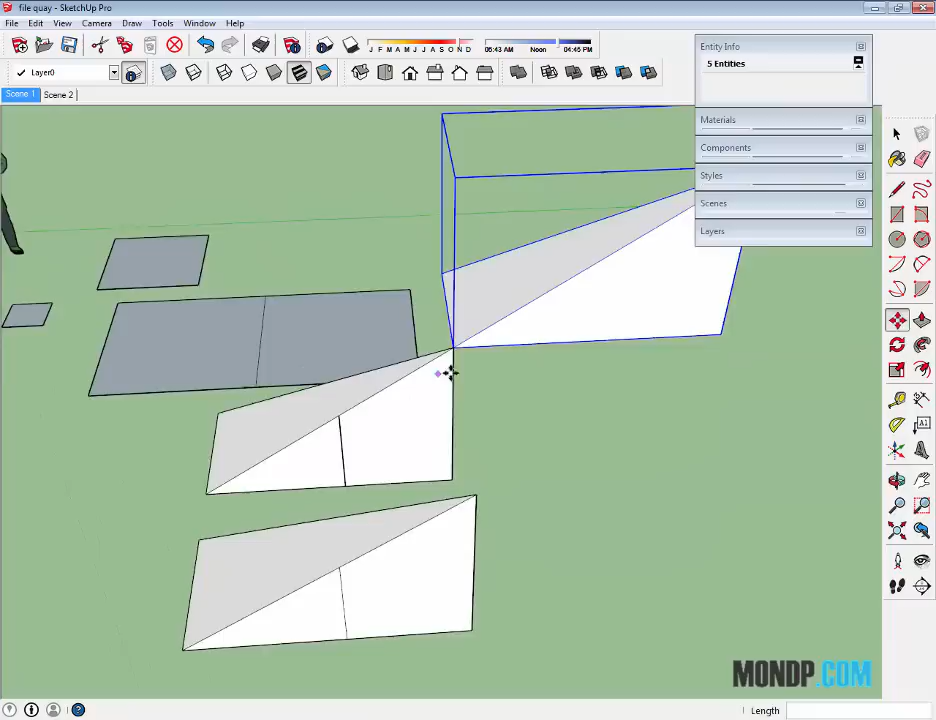 file quay - SketchUp Pro
File Edit View Camera Draw Tools Window Help
J F M A M J J A S O N D 06:43 AM Noon 04:45 PM
Layer0
Scene 1 Scene 2
Entity Info
5 Entities
Materials
Components
Styles
Scenes
Layers
A1
MONDP.COM
Length